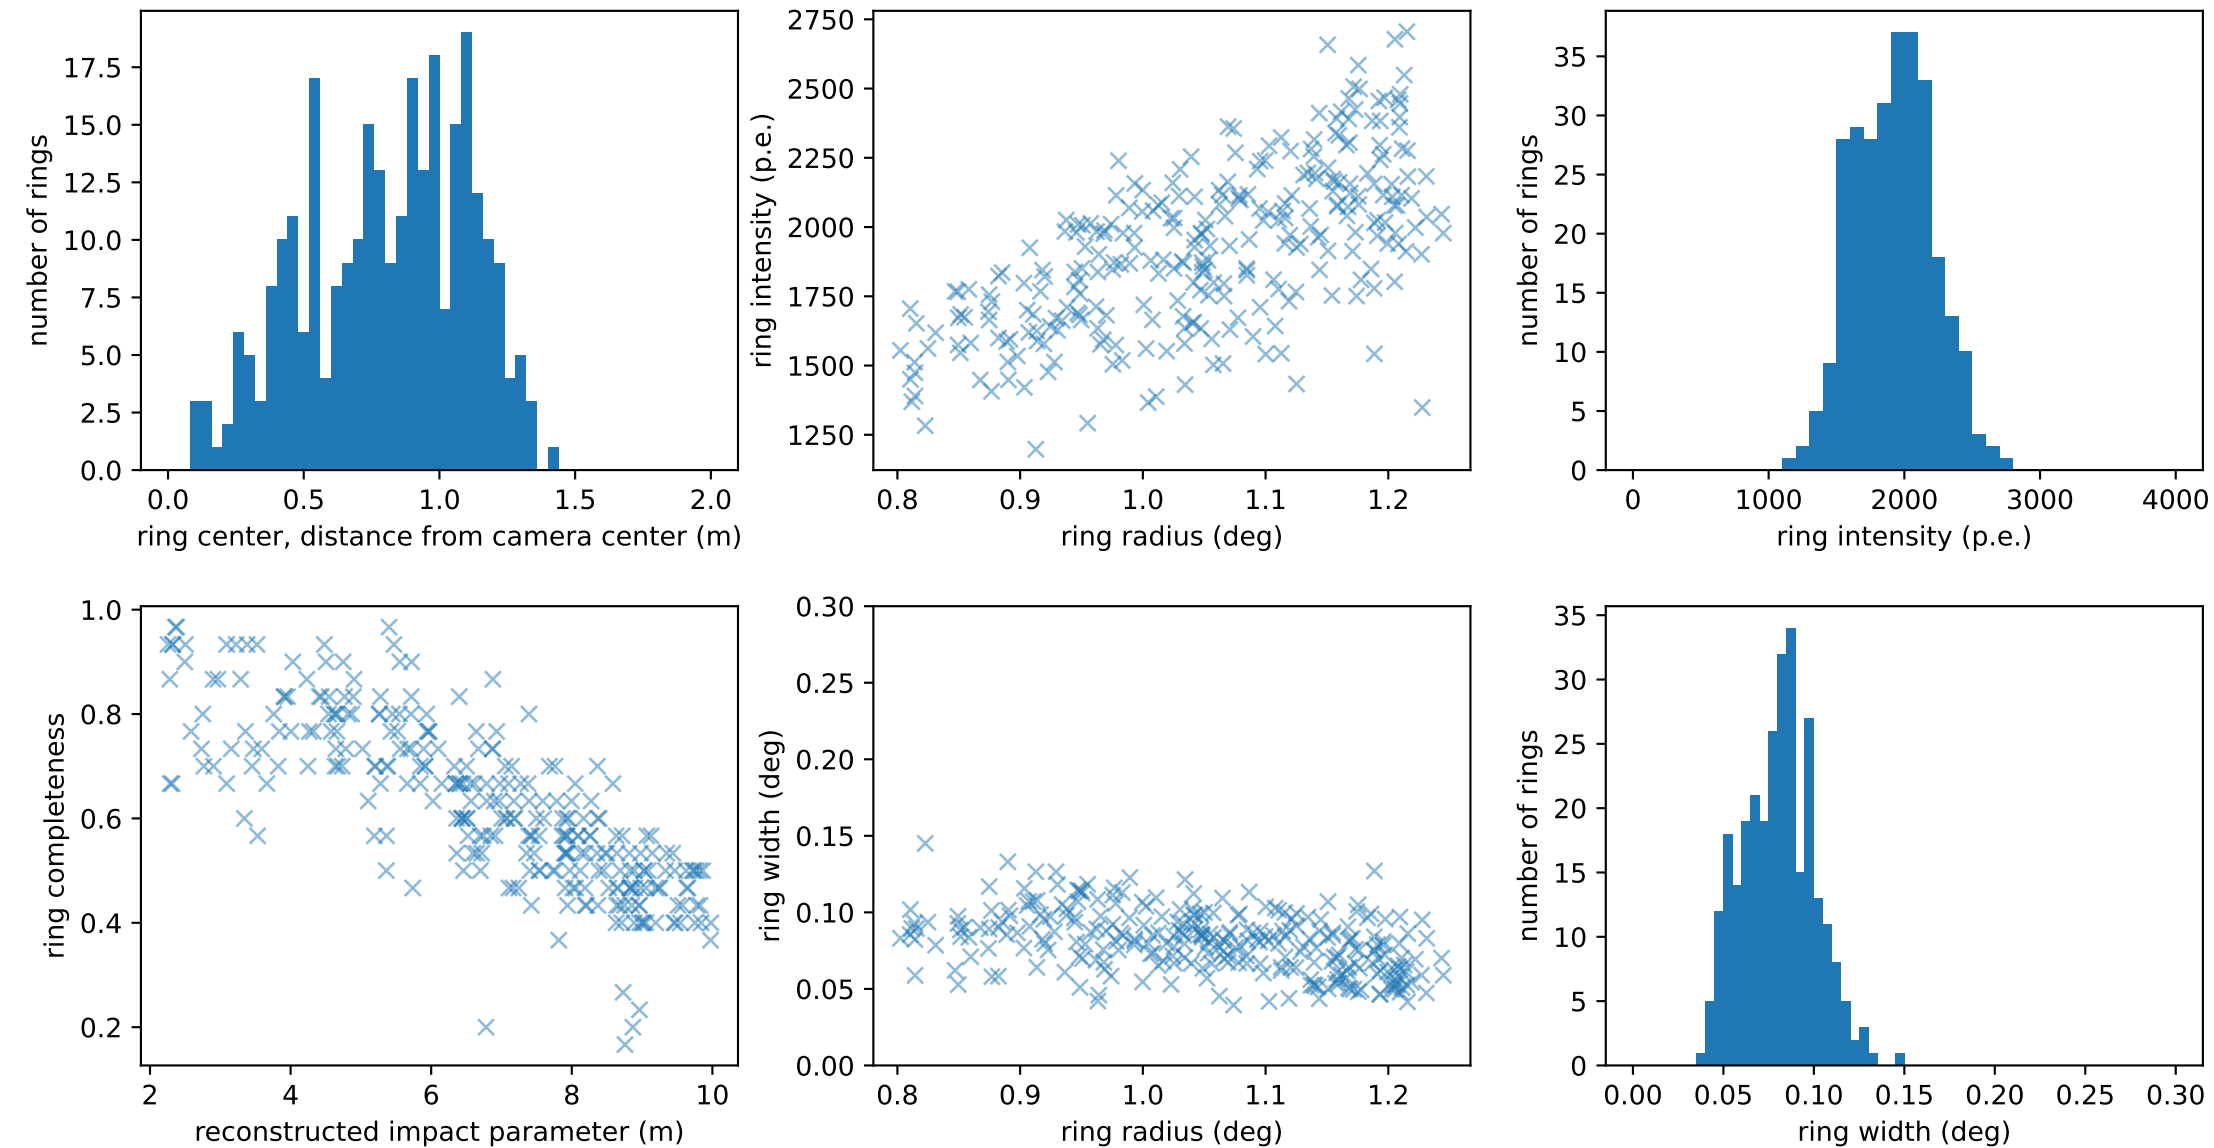 17.5
15.0
12.5
10.0
7.5
5.0
2.5
0.0
number of rings
0.0 0.5 1.0 1.5 2.0
ring center, distance from camera center (m)
2750
2500
2250
2000
1750
1500
1250
ring intensity (p.e.)
0.8 0.9 1.0 1.1 1.2
ring radius (deg)
35
30
25
20
15
10
5
0
number of rings
0 1000 2000 3000 4000
ring intensity (p.e.)
1.0
0.8
0.6
0.4
0.2
ring completeness
2 4 6 8 10
reconstructed impact parameter (m)
0.30
0.25
0.20
0.15
0.10
0.05
0.00
ring width (deg)
0.8 0.9 1.0 1.1 1.2
ring radius (deg)
35
30
25
20
15
10
5
0
number of rings
0.00 0.05 0.10 0.15 0.20 0.25 0.30
ring width (deg)